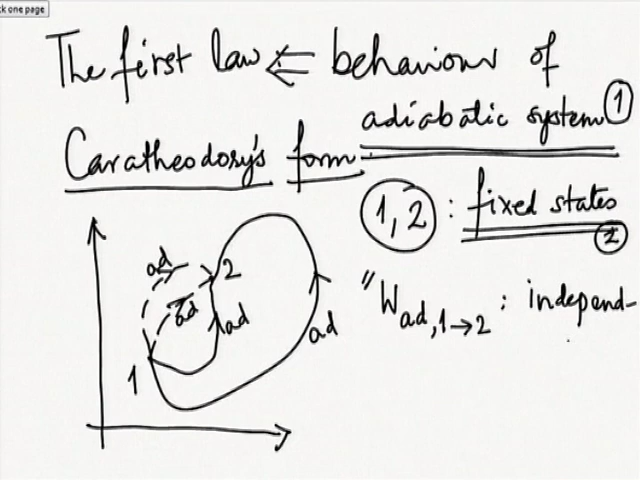 ck one page
The first law ⇐ behaviour of
adiabatic system ①
Caratheodory's form
1, 2 : fixed states
②
ad
2
ad
ad
ad
1
"W ad, 1→2 : independ-